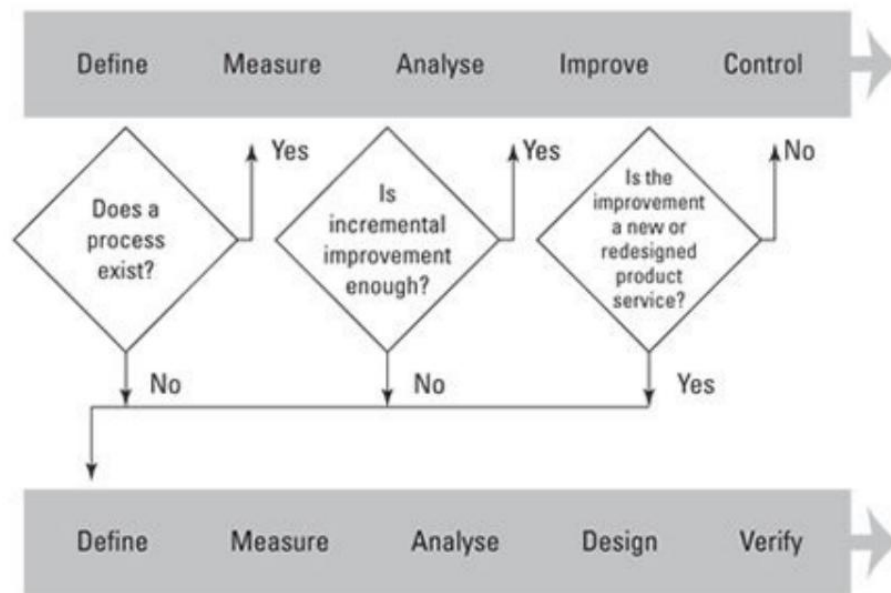 Define Measure Analyse Improve Control
Yes
Yes
No
Does a
process
exist?
Is
incremental
improvement
enough?
Is the
improvement
a new or
redesigned
product
service?
No
No
Yes
Define Measure Analyse Design Verify